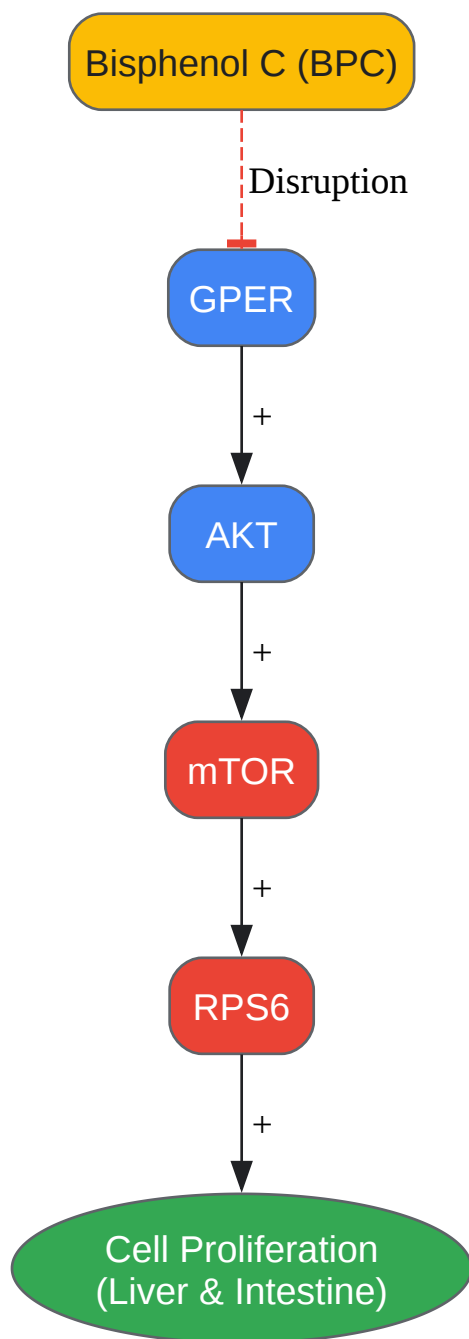 Bisphenol C (BPC)
Disruption
GPER
+
AKT
+
mTOR
+
RPS6
+
Cell Proliferation
(Liver & Intestine)